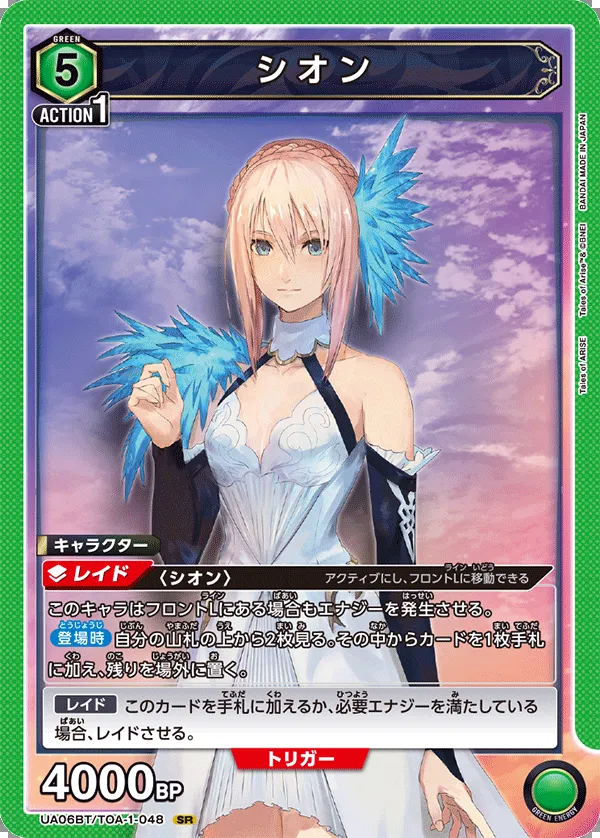 GREEN
5
シオン
ACTION 1
BANDAI MADE IN JAPAN
Tales of Arise™& ©BNEI
Tales of ARISE
キャラクター
レイド 〈シオン〉 アクティブにし、フロントLに移動できる
このキャラはフロントLにある場合もエナジーを発生させる。
登場時 自分の山札の上から2枚見る。その中からカードを1枚手札
に加え、残りを場外に置く。
レイド このカードを手札に加えるか、必要エナジーを満たしている
場合、レイドさせる。
トリガー
4000BP
UA06BT/TOA-1-048 SR
GREEN ENERGY